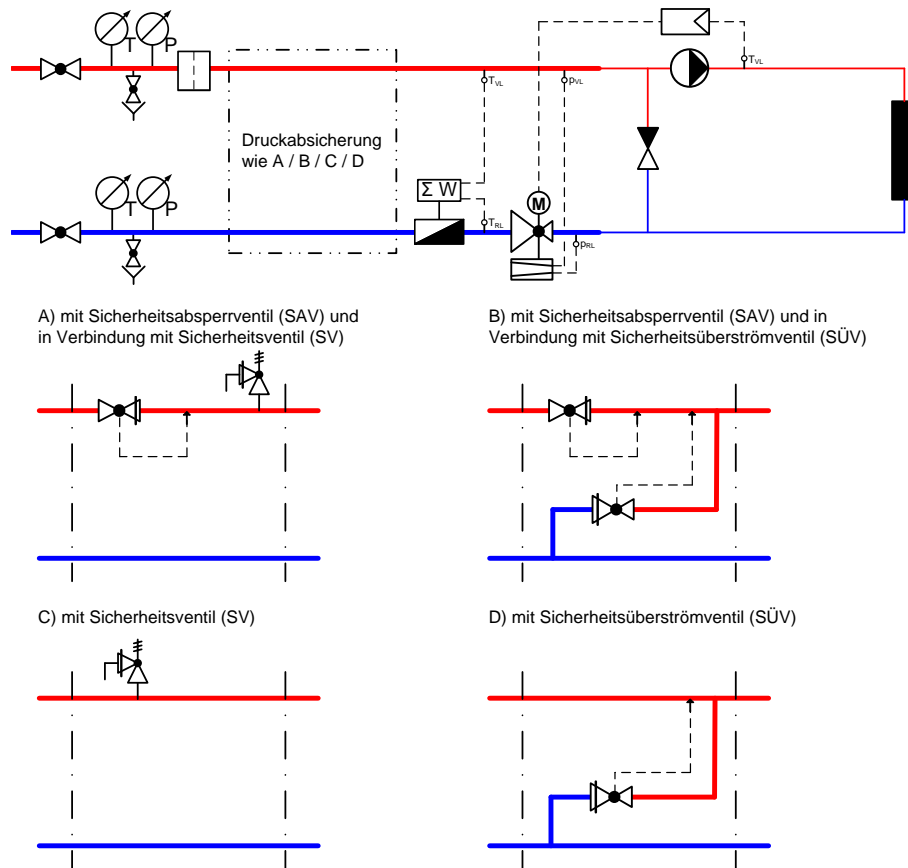 T P
T_VL p_VL T_VL
Druckabsicherung
wie A / B / C / D
T P
Σ W
T_RL
M
p_RL
A) mit Sicherheitsabsperrventil (SAV) und
in Verbindung mit Sicherheitsventil (SV)
B) mit Sicherheitsabsperrventil (SAV) und in
Verbindung mit Sicherheitsüberströmventil (SÜV)
C) mit Sicherheitsventil (SV)
D) mit Sicherheitsüberströmventil (SÜV)